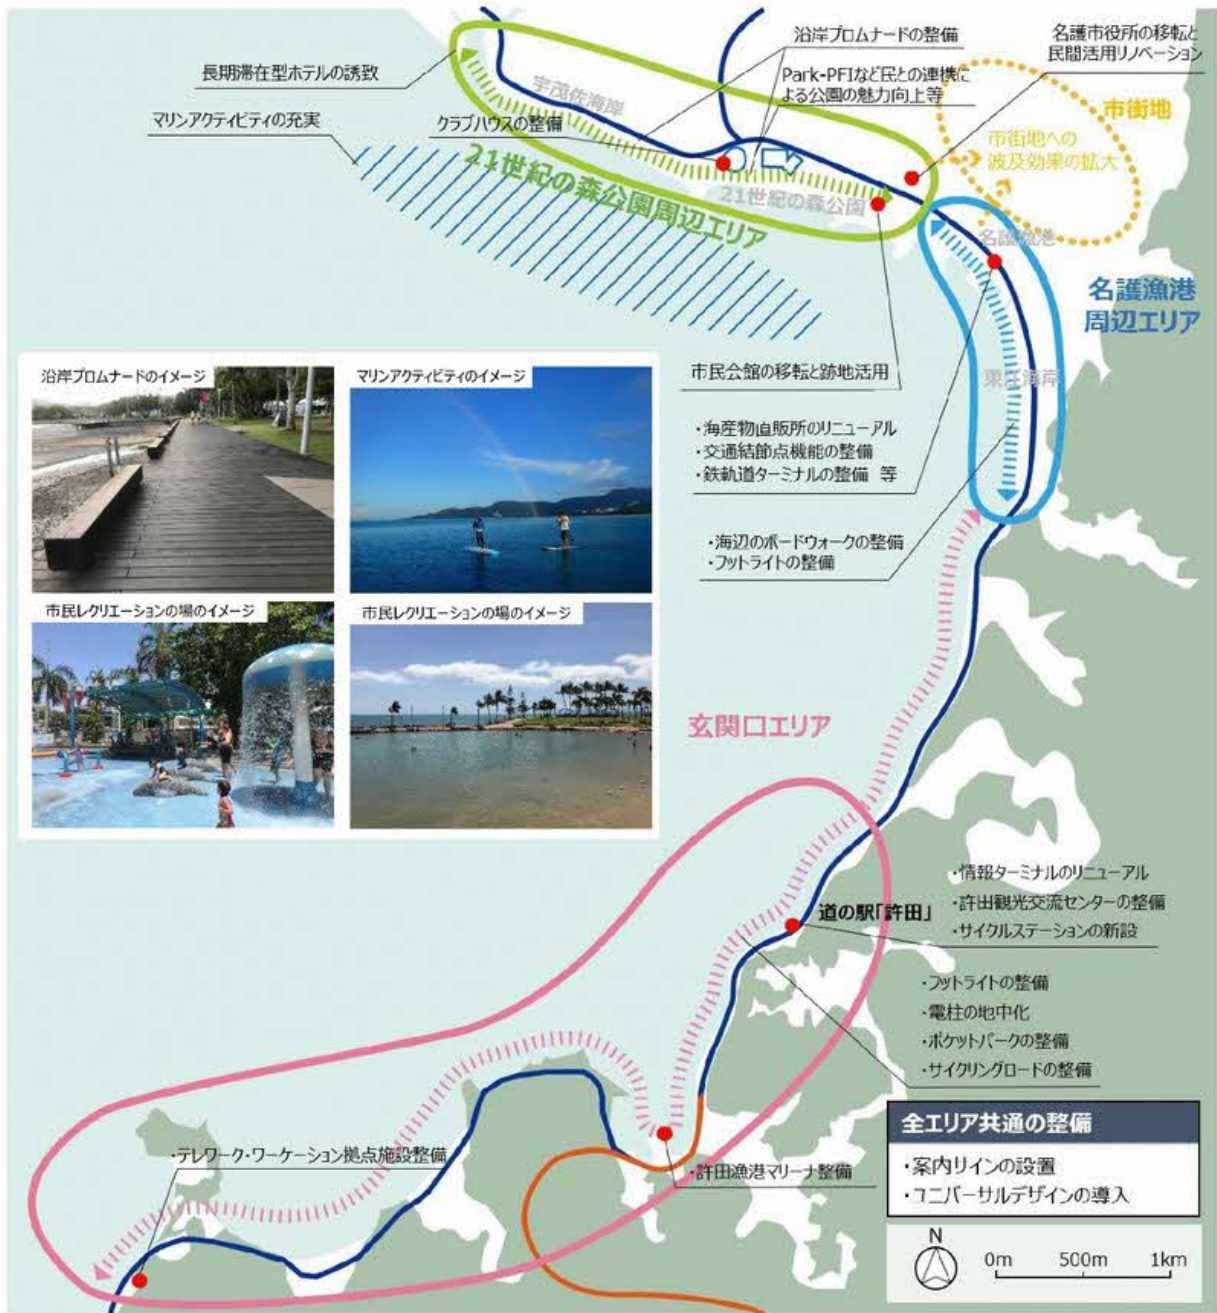 沿岸プロムナードの整備
名護市役所の移転と
民間活用リノベーション
長期滞在型ホテルの誘致
Park-PFIなど民との連携に
よる公園の魅力向上等
宇茂佐海岸
市街地
マリンアクティビティの充実
クラブハウスの整備
市街地への
波及効果の拡大
21世紀の森公園周辺エリア
21世紀の森公園
名護漁港
名護漁港
周辺エリア
市民会館の移転と跡地活用
東江海岸
・海産物直販所のリニューアル
・交通結節点機能の整備
・鉄軌道ターミナルの整備 等
・海辺のボードウォークの整備
・フットライトの整備
沿岸プロムナードのイメージ
マリンアクティビティのイメージ
市民レクリエーションの場のイメージ
市民レクリエーションの場のイメージ
玄関口エリア
道の駅「許田」
・情報ターミナルのリニューアル
・許田観光交流センターの整備
・サイクルステーションの新設
・フットライトの整備
・電柱の地中化
・ポケットパークの整備
・サイクリングロードの整備
・テレワーク・ワーケーション拠点施設整備
・許田漁港マリーナ整備
全エリア共通の整備
・案内サインの設置
・ユニバーサルデザインの導入
N
0m 500m 1km